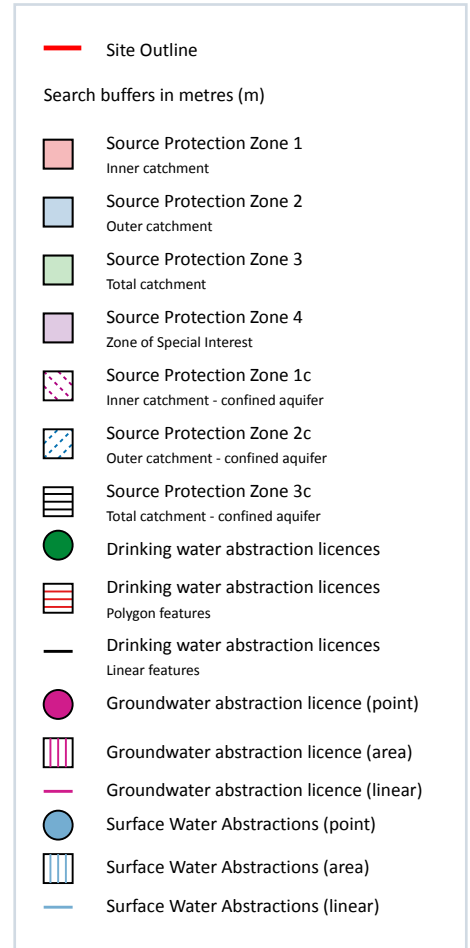 Site Outline
Search buffers in metres (m)
Source Protection Zone 1
Inner catchment
Source Protection Zone 2
Outer catchment
Source Protection Zone 3
Total catchment
Source Protection Zone 4
Zone of Special Interest
Source Protection Zone 1c
Inner catchment - confined aquifer
Source Protection Zone 2c
Outer catchment - confined aquifer
Source Protection Zone 3c
Total catchment - confined aquifer
Drinking water abstraction licences
Drinking water abstraction licences
Polygon features
Drinking water abstraction licences
Linear features
Groundwater abstraction licence (point)
Groundwater abstraction licence (area)
Groundwater abstraction licence (linear)
Surface Water Abstractions (point)
Surface Water Abstractions (area)
Surface Water Abstractions (linear)